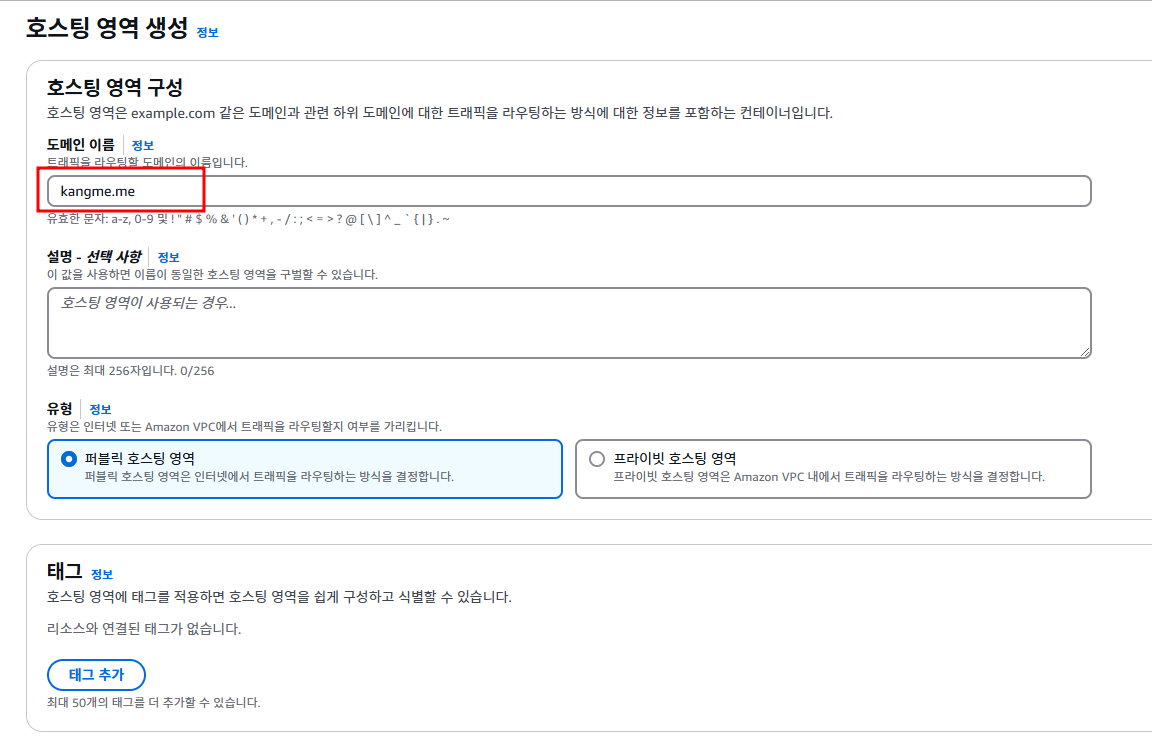 호스팅 영역 생성 정보
호스팅 영역 구성
호스팅 영역은 example.com 같은 도메인과 관련 하위 도메인에 대한 트래픽을 라우팅하는 방식에 대한 정보를 포함하는 컨테이너입니다.
도메인 이름 정보
트래픽을 라우팅할 도메인의 이름입니다.
kangme.me
유효한 문자: a-z, 0-9 및 ! " # $ % & ' ( ) * + , - / : ; < = > ? @ [ \ ] ^ _ ` { | } . ~
설명 - 선택 사항 정보
이 값을 사용하면 이름이 동일한 호스팅 영역을 구별할 수 있습니다.
호스팅 영역이 사용되는 경우...
설명은 최대 256자입니다. 0/256
유형 정보
유형은 인터넷 또는 Amazon VPC에서 트래픽을 라우팅할지 여부를 가리킵니다.
퍼블릭 호스팅 영역
퍼블릭 호스팅 영역은 인터넷에서 트래픽을 라우팅하는 방식을 결정합니다.
프라이빗 호스팅 영역
프라이빗 호스팅 영역은 Amazon VPC 내에서 트래픽을 라우팅하는 방식을 결정합니다.
태그 정보
호스팅 영역에 태그를 적용하면 호스팅 영역을 쉽게 구성하고 식별할 수 있습니다.
리소스와 연결된 태그가 없습니다.
태그 추가
최대 50개의 태그를 더 추가할 수 있습니다.